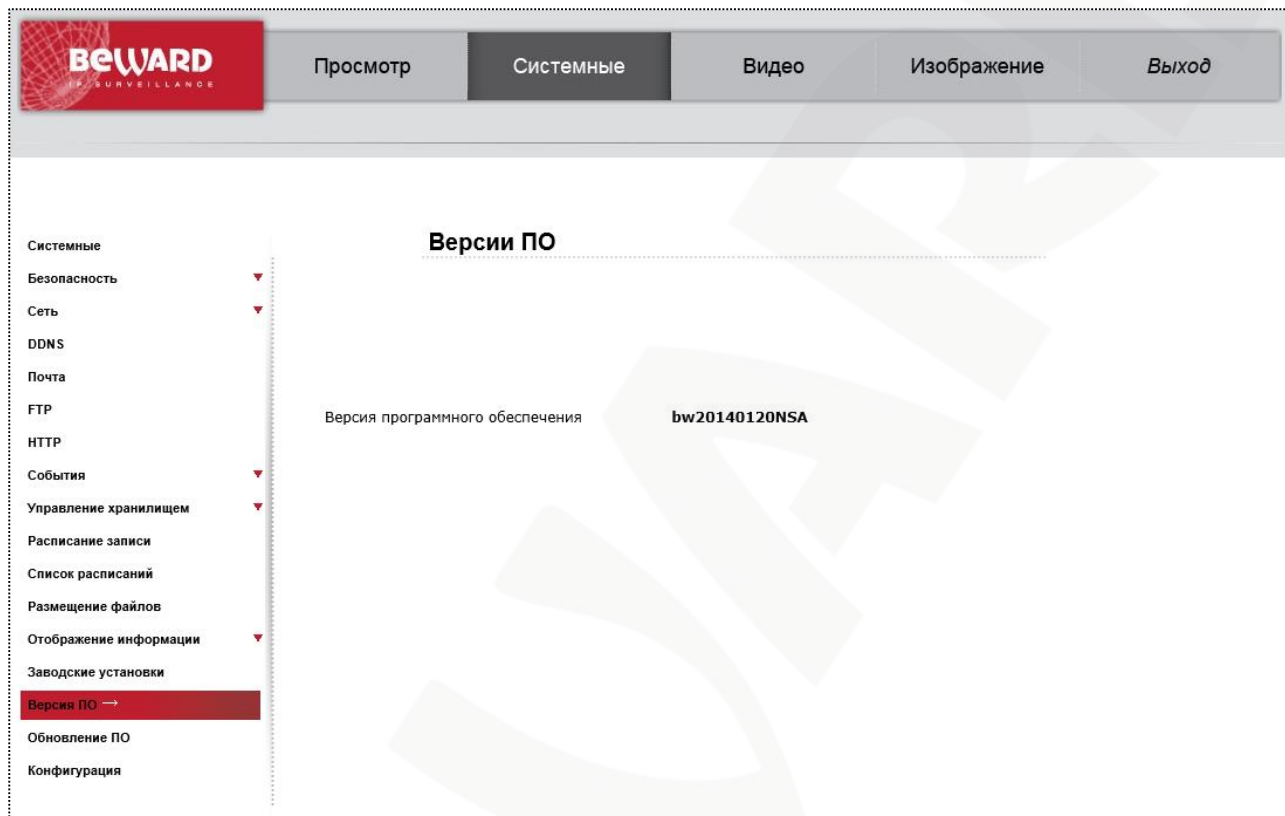 BEWARD
IP SURVEILLANCE
Просмотр
Системные
Видео
Изображение
Выход
Системные
Безопасность
Сеть
DDNS
Почта
FTP
HTTP
События
Управление хранилищем
Расписание записи
Список расписаний
Размещение файлов
Отображение информации
Заводские установки
Версия ПО →
Обновление ПО
Конфигурация
Версии ПО
Версия программного обеспечения bw20140120NSA